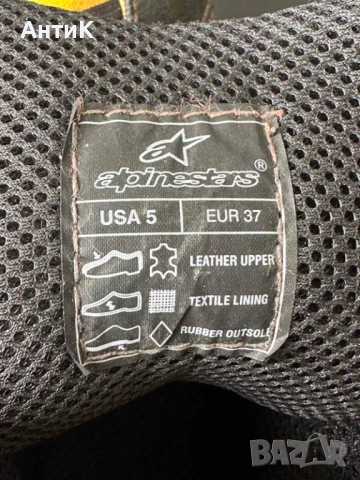 АнтиК
alpinestars®
USA 5 EUR 37
LEATHER UPPER
TEXTILE LINING
RUBBER OUTSOLE
BAZAR